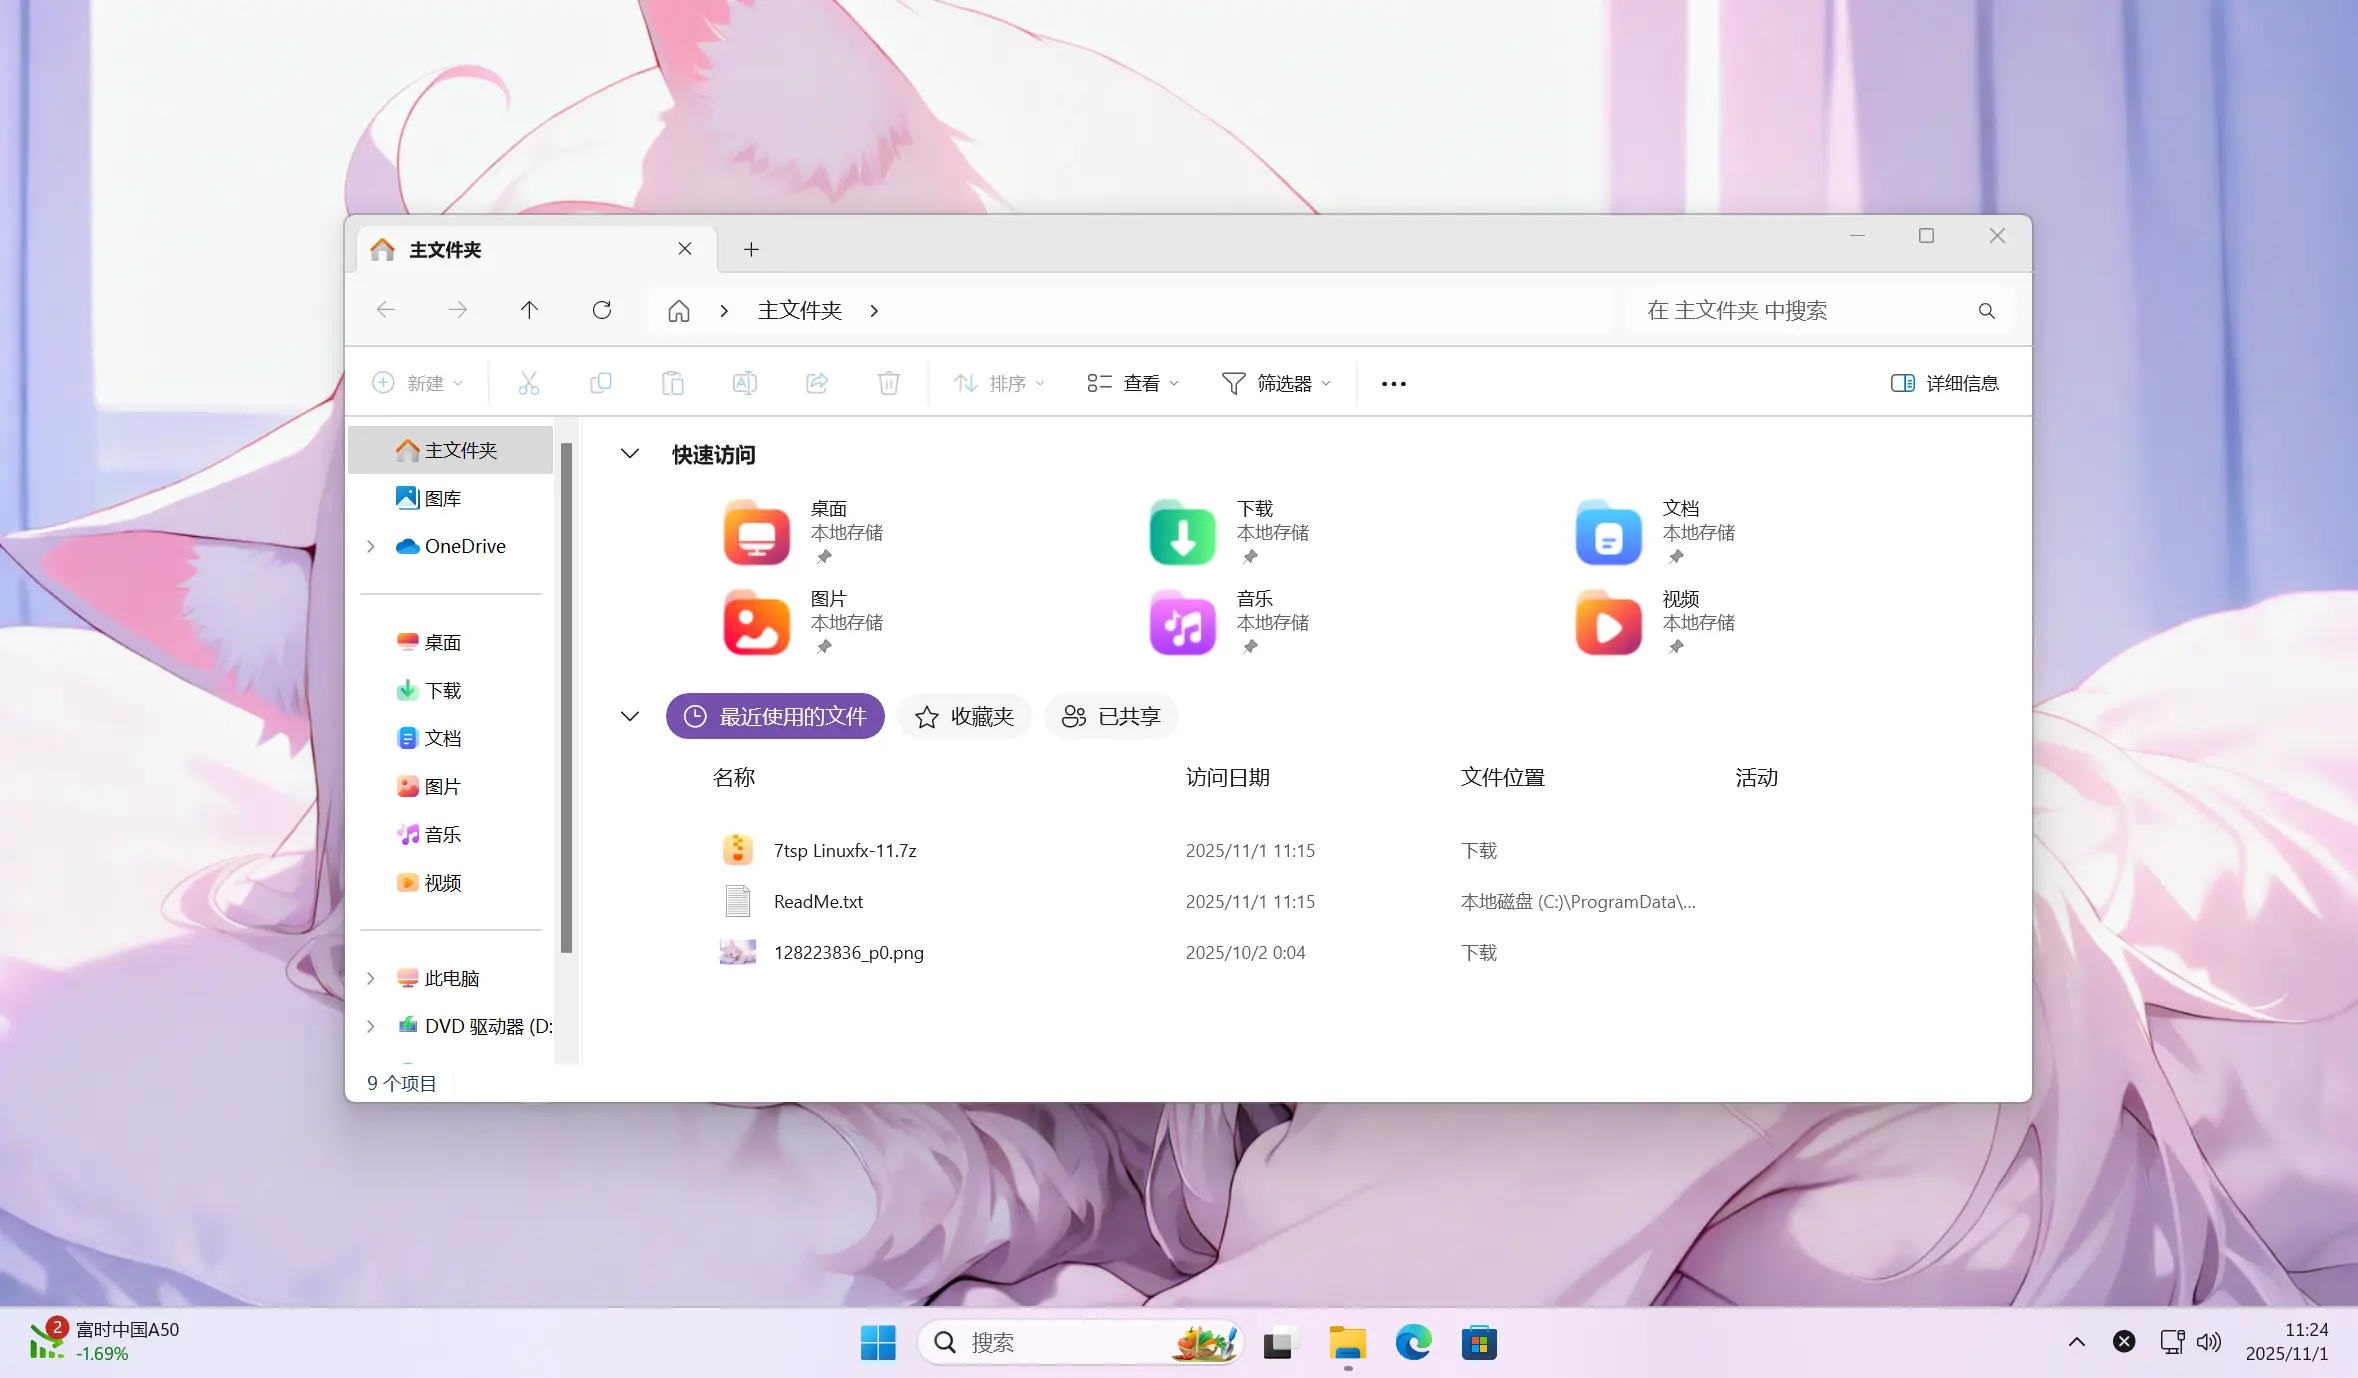 主文件夹
主文件夹
在 主文件夹 中搜索
新建
排序
查看
筛选器
详细信息
主文件夹
图库
OneDrive
桌面
下载
文档
图片
音乐
视频
此电脑
DVD 驱动器 (D:
9 个项目
快速访问
桌面
本地存储
下载
本地存储
文档
本地存储
图片
本地存储
音乐
本地存储
视频
本地存储
最近使用的文件
收藏夹
已共享
名称
访问日期
文件位置
活动
7tsp Linuxfx-11.7z
2025/11/1 11:15
下载
ReadMe.txt
2025/11/1 11:15
本地磁盘 (C:)\ProgramData\...
128223836_p0.png
2025/10/2 0:04
下载
2
富时中国A50
-1.69%
搜索
11:24
2025/11/1